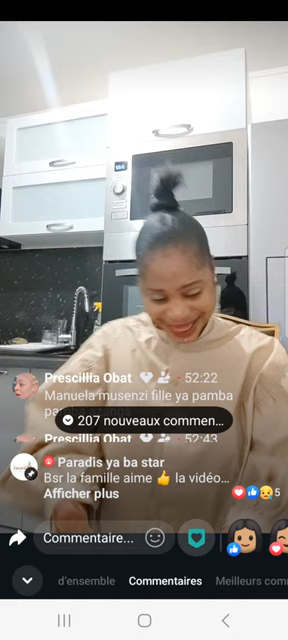 Prescillia Obat · 52:22
Manuela musenzi fille ya pamba
207 nouveaux commen...
Prescillia Obat · 52:43
Paradis ya ba star
Bsr la famille aime 👍 la vidéo...
Afficher plus
5
Commentaire...
d'ensemble Commentaires Meilleurs com